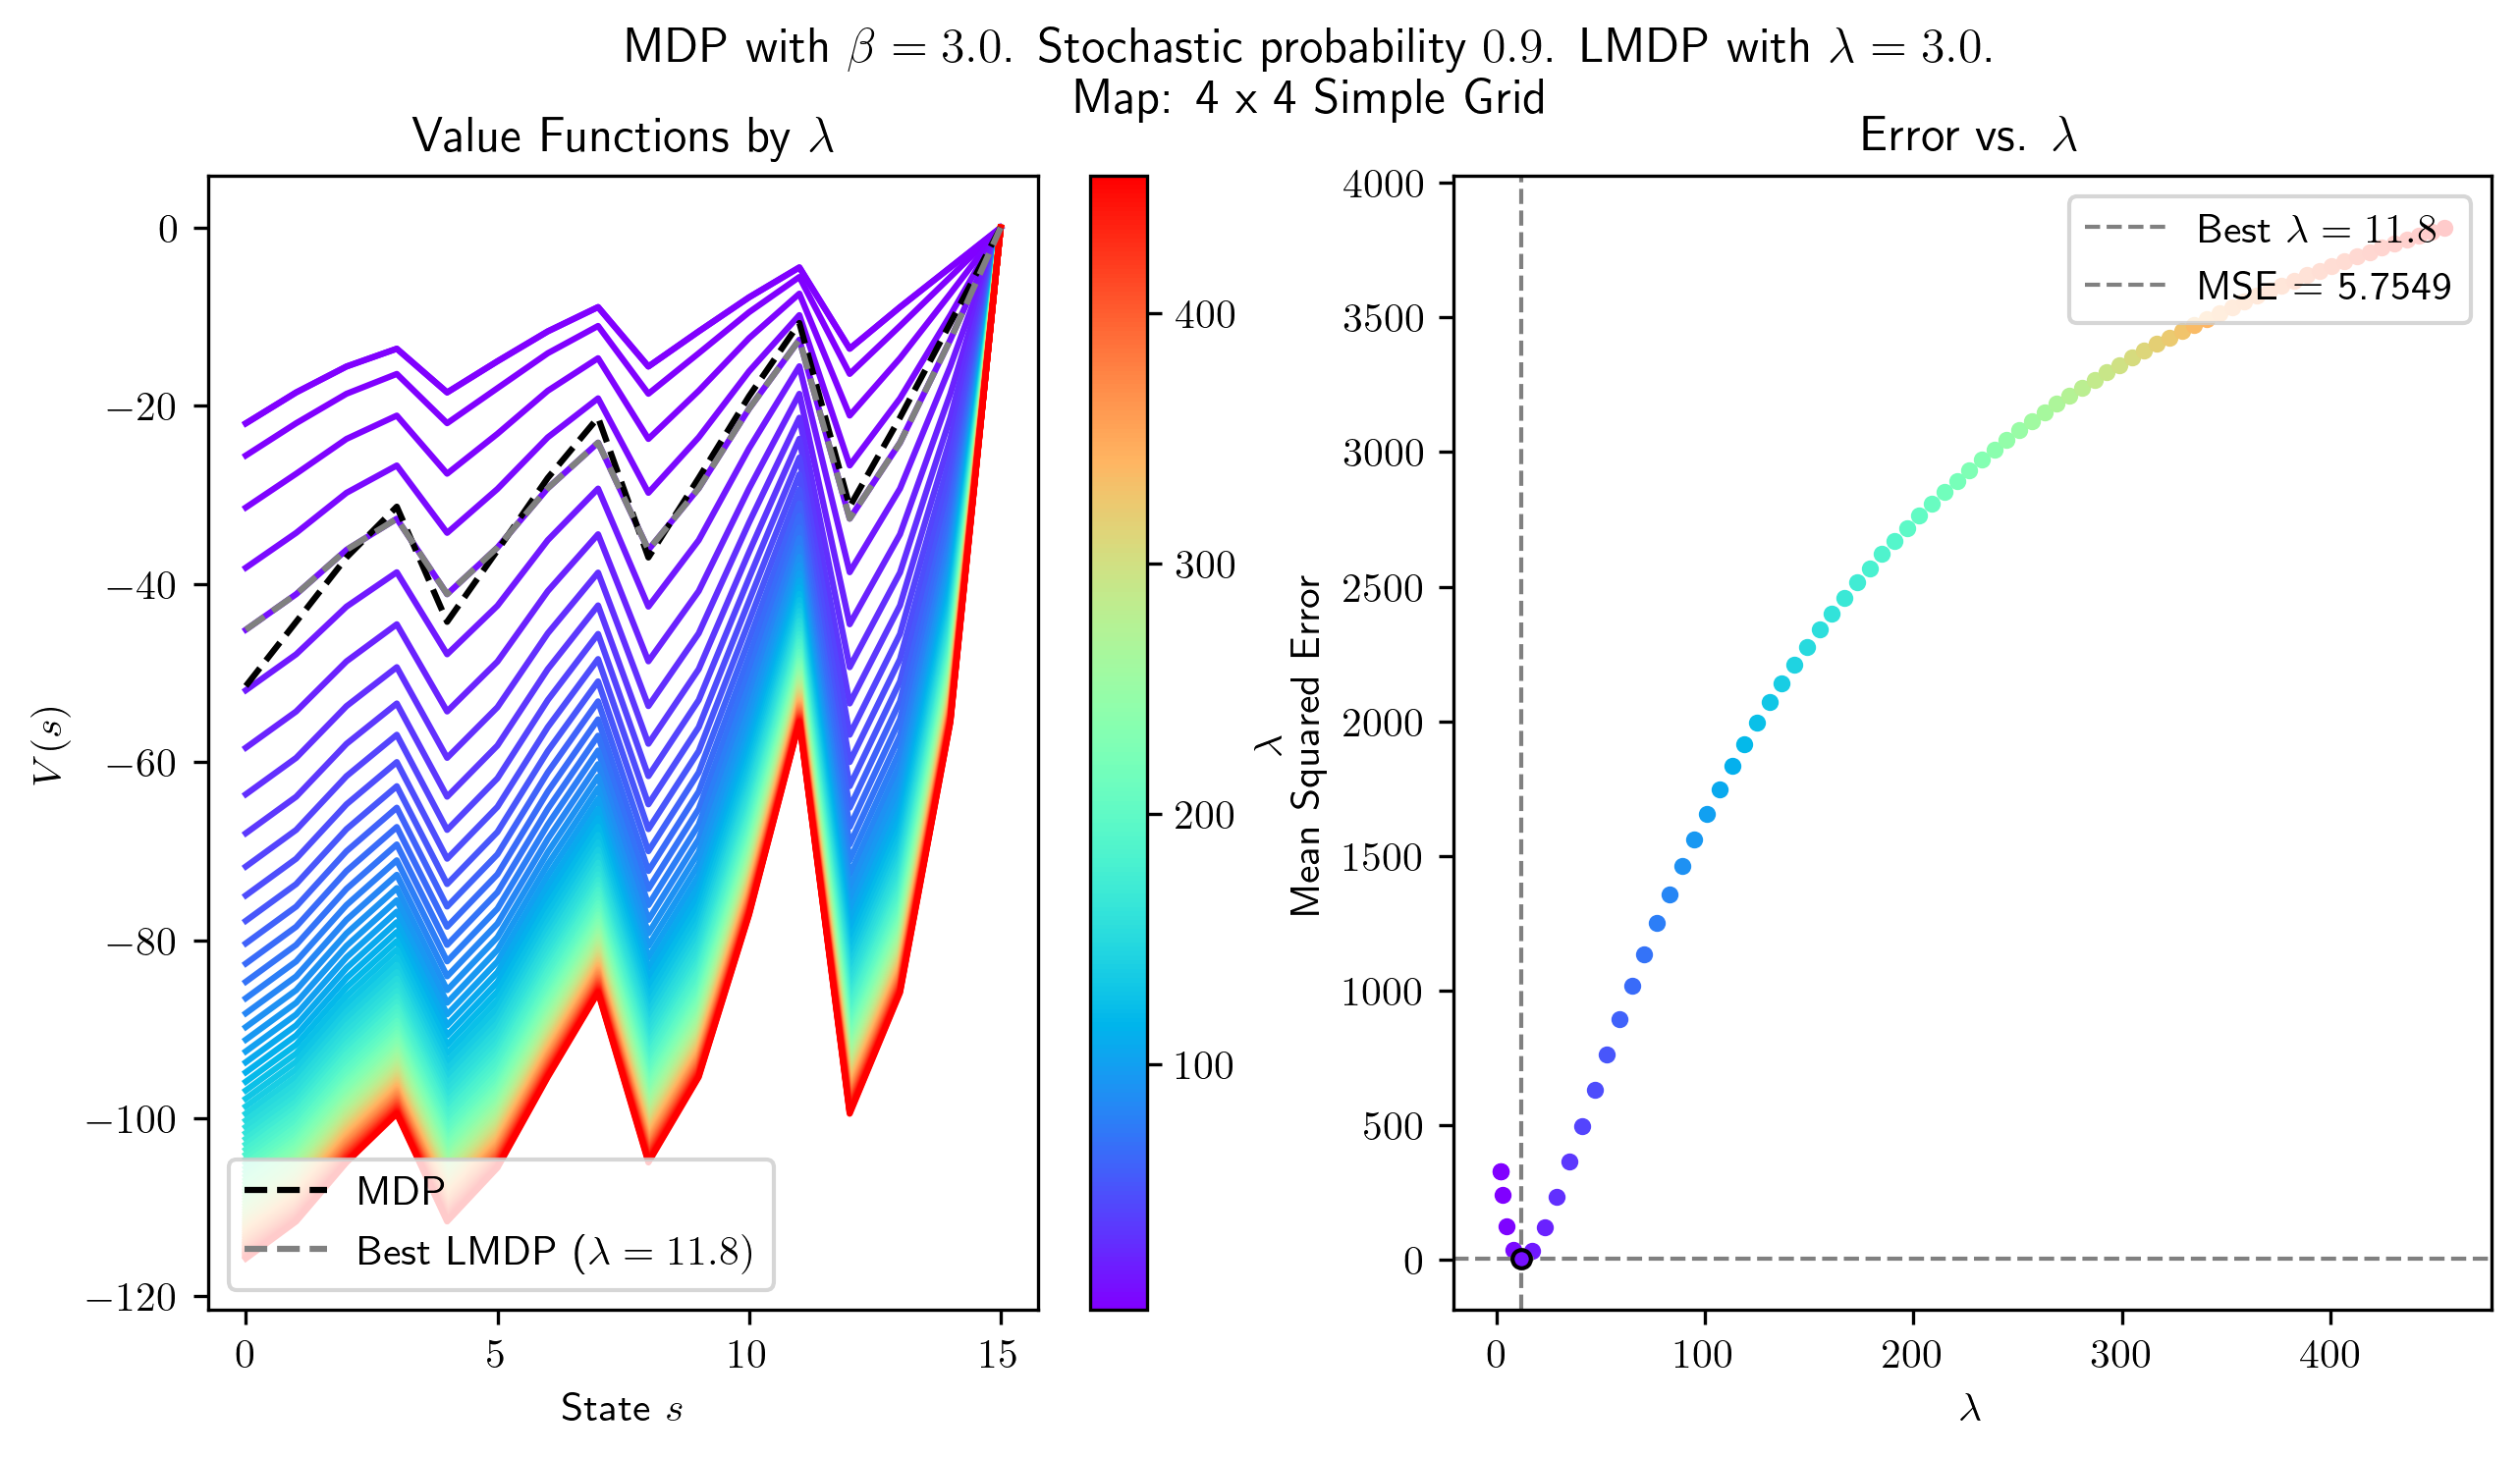 MDP with β = 3.0. Stochastic probability 0.9. LMDP with λ = 3.0.
Map: 4 x 4 Simple Grid
Value Functions by λ
V(s)
0
−20
−40
−60
−80
−100
−120
0 5 10 15
State s
MDP
Best LMDP (λ = 11.8)
400
300
200
100
λ
Error vs. λ
Mean Squared Error
4000
3500
3000
2500
2000
1500
1000
500
0
0 100 200 300 400
λ
Best λ = 11.8
MSE = 5.7549